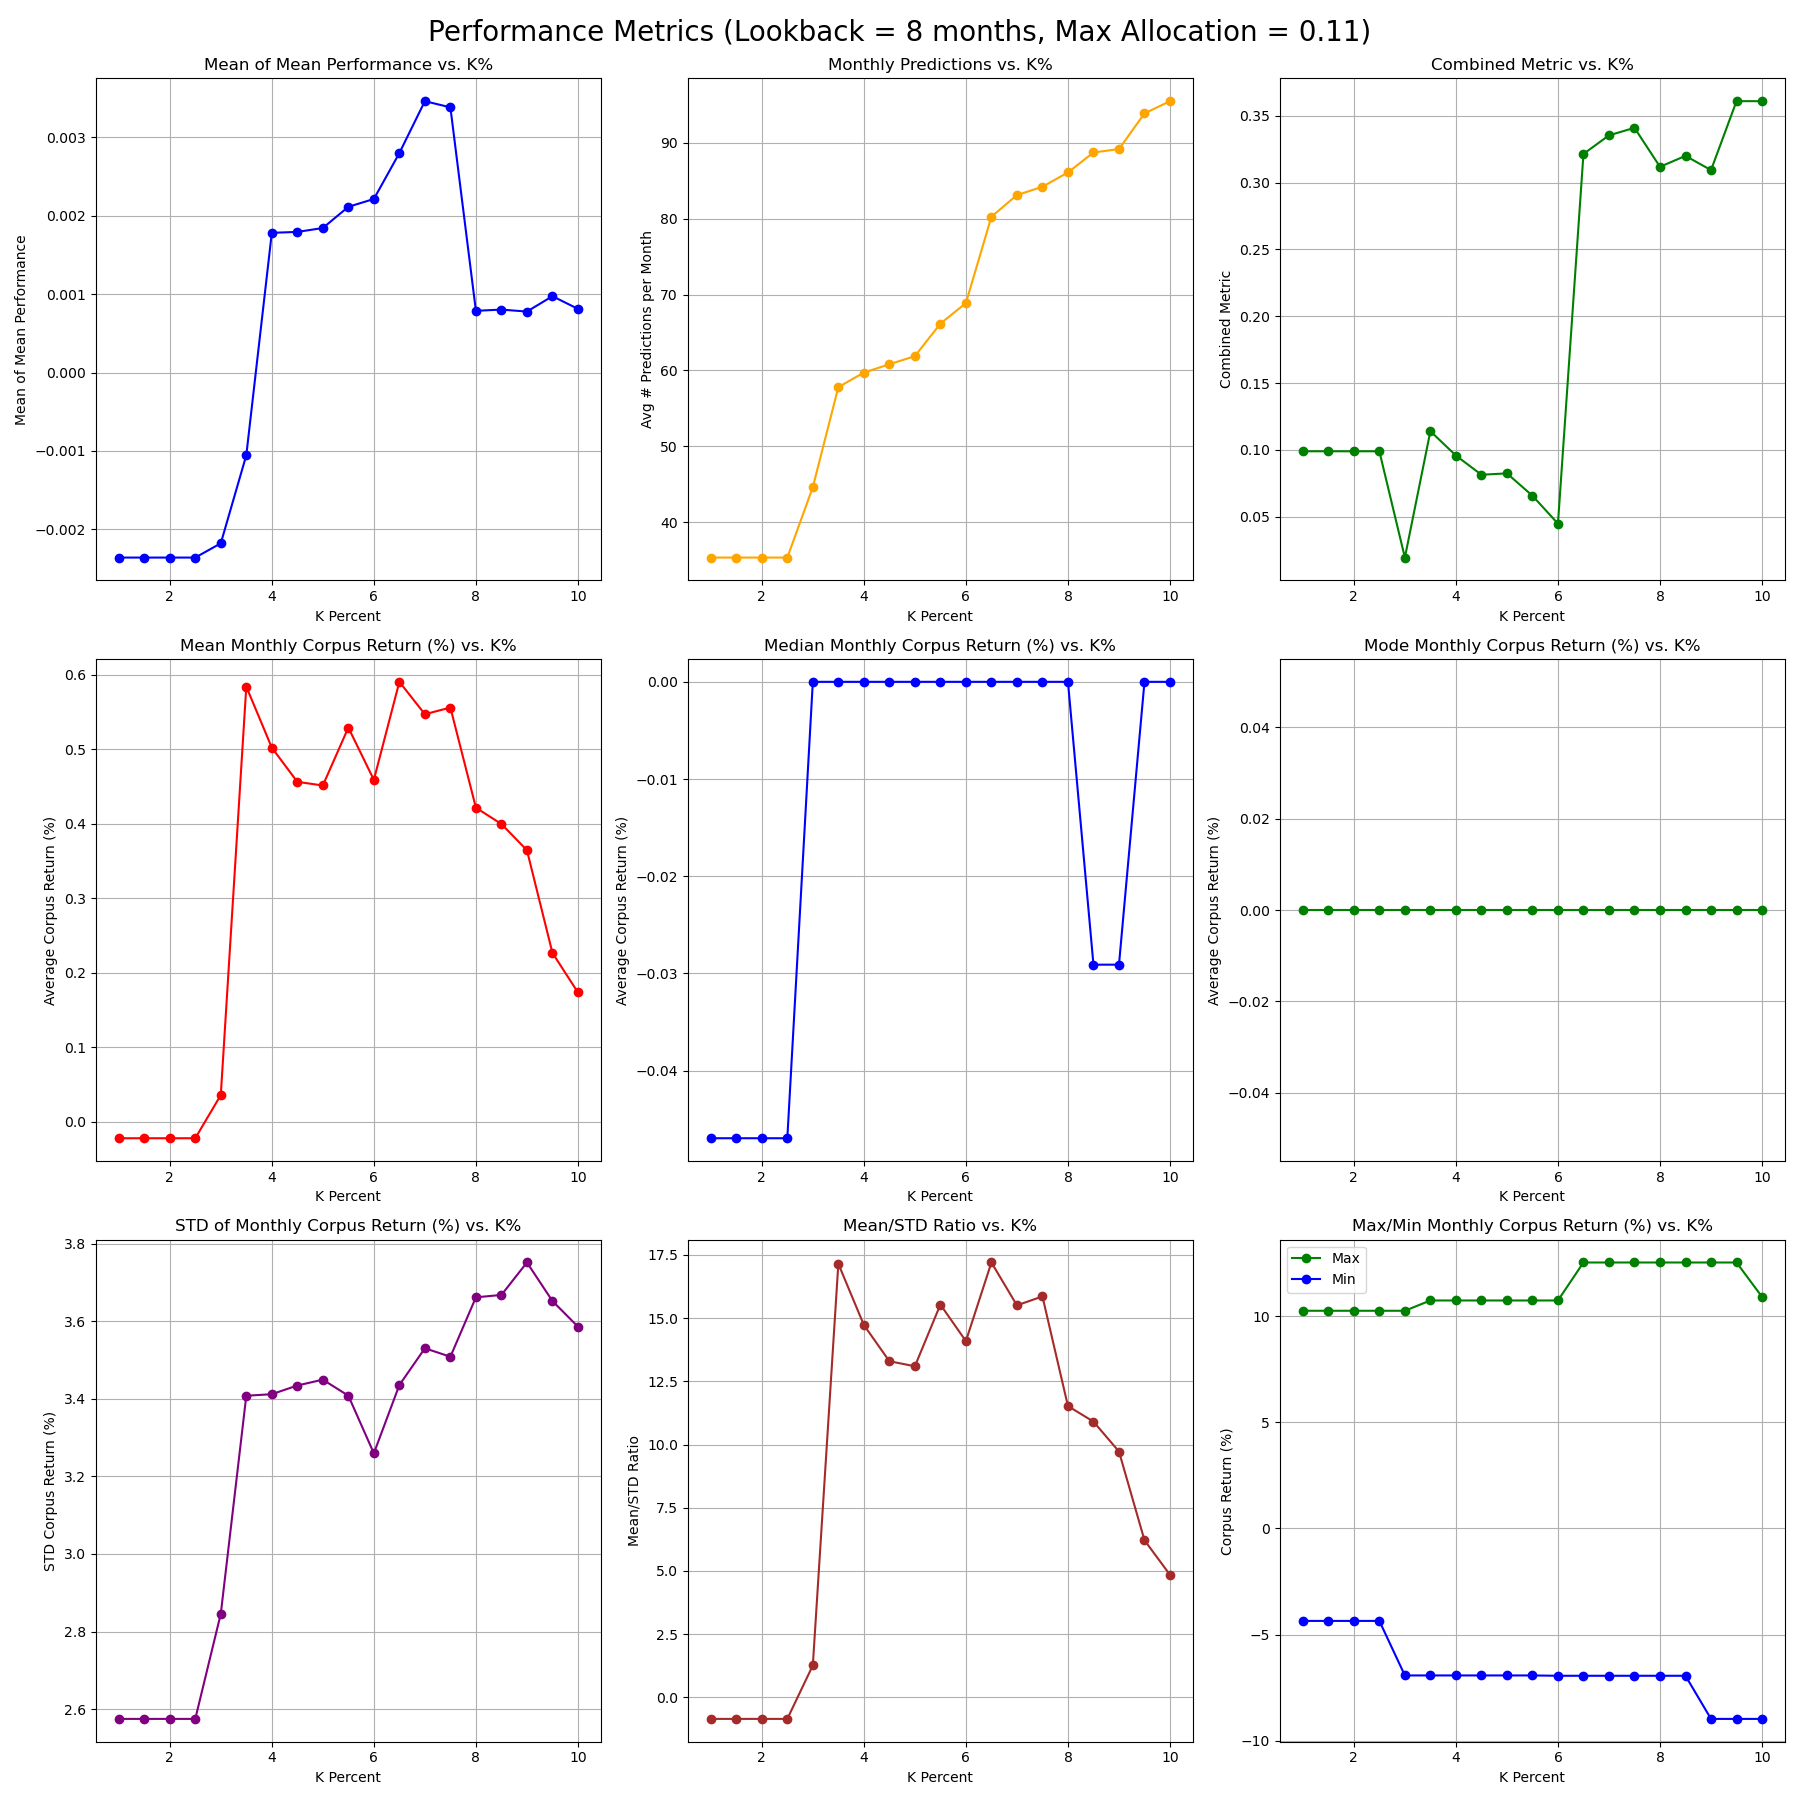 Performance Metrics (Lookback = 8 months, Max Allocation = 0.11)
Mean of Mean Performance vs. K%
Mean of Mean Performance
0.003
0.002
0.001
0.000
−0.001
−0.002
2 4 6 8 10
K Percent
Monthly Predictions vs. K%
Avg # Predictions per Month
90
80
70
60
50
40
2 4 6 8 10
K Percent
Combined Metric vs. K%
Combined Metric
0.35
0.30
0.25
0.20
0.15
0.10
0.05
2 4 6 8 10
K Percent
Mean Monthly Corpus Return (%) vs. K%
Average Corpus Return (%)
0.6
0.5
0.4
0.3
0.2
0.1
0.0
2 4 6 8 10
K Percent
Median Monthly Corpus Return (%) vs. K%
Average Corpus Return (%)
0.00
−0.01
−0.02
−0.03
−0.04
2 4 6 8 10
K Percent
Mode Monthly Corpus Return (%) vs. K%
Average Corpus Return (%)
0.04
0.02
0.00
−0.02
−0.04
2 4 6 8 10
K Percent
STD of Monthly Corpus Return (%) vs. K%
STD Corpus Return (%)
3.8
3.6
3.4
3.2
3.0
2.8
2.6
2 4 6 8 10
K Percent
Mean/STD Ratio vs. K%
Mean/STD Ratio
17.5
15.0
12.5
10.0
7.5
5.0
2.5
0.0
2 4 6 8 10
K Percent
Max/Min Monthly Corpus Return (%) vs. K%
Max
Min
Corpus Return (%)
10
5
0
−5
−10
2 4 6 8 10
K Percent